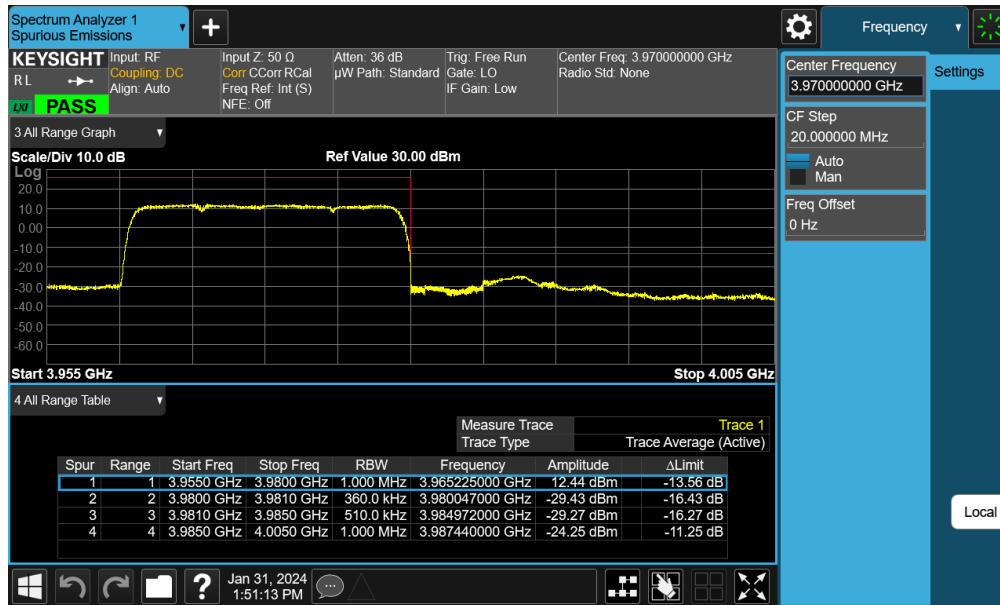 Spectrum Analyzer 1
Spurious Emissions
Frequency
KEYSIGHT
RL
LXI PASS
Input: RF
Coupling: DC
Align: Auto
Input Z: 50 Ω
Corr CCorr RCal
Freq Ref: Int (S)
NFE: Off
Atten: 36 dB
µW Path: Standard
Trig: Free Run
Gate: LO
IF Gain: Low
Center Freq: 3.970000000 GHz
Radio Std: None
Center Frequency
3.970000000 GHz
Settings
CF Step
20.000000 MHz
Auto
Man
Freq Offset
0 Hz
Local
3 All Range Graph
Scale/Div 10.0 dB
Ref Value 30.00 dBm
Log
20.0
10.0
0.00
-10.0
-20.0
-30.0
-40.0
-50.0
-60.0
Start 3.955 GHz
Stop 4.005 GHz
4 All Range Table
Measure Trace Trace 1
Trace Type Trace Average (Active)
Spur Range Start Freq Stop Freq RBW Frequency Amplitude ΔLimit
1 1 3.9550 GHz 3.9800 GHz 1.000 MHz 3.965225000 GHz 12.44 dBm -13.56 dB
2 2 3.9800 GHz 3.9810 GHz 360.0 kHz 3.980047000 GHz -29.43 dBm -16.43 dB
3 3 3.9810 GHz 3.9850 GHz 510.0 kHz 3.984972000 GHz -29.27 dBm -16.27 dB
4 4 3.9850 GHz 4.0050 GHz 1.000 MHz 3.987440000 GHz -24.25 dBm -11.25 dB
Jan 31, 2024
1:51:13 PM